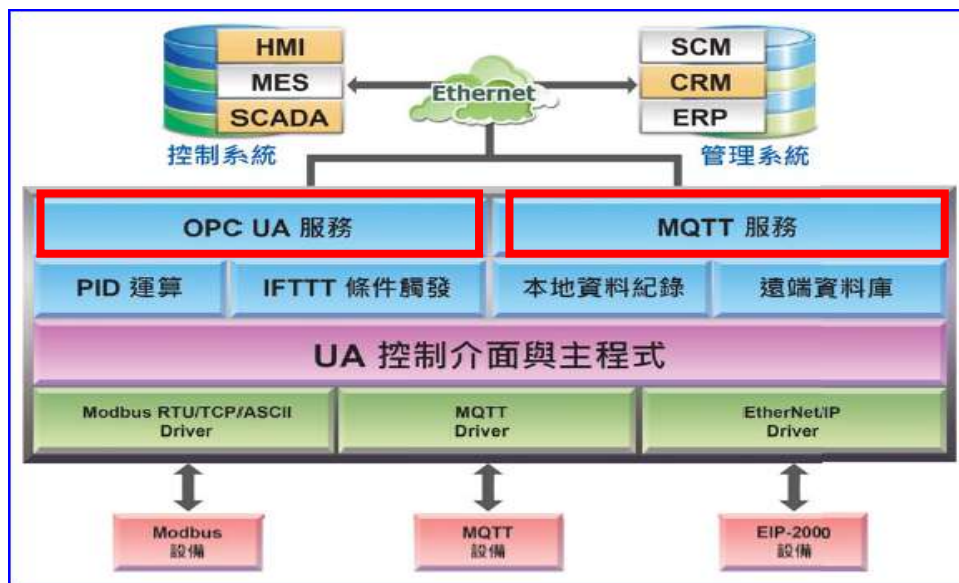 HMI
MES
SCADA
控制系統
Ethernet
SCM
CRM
ERP
管理系統
OPC UA 服務
MQTT 服務
PID 運算
IFTTT 條件觸發
本地資料紀錄
遠端資料庫
UA 控制介面與主程式
Modbus RTU/TCP/ASCII
Driver
MQTT
Driver
EtherNet/IP
Driver
Modbus
設備
MQTT
設備
EIP-2000
設備